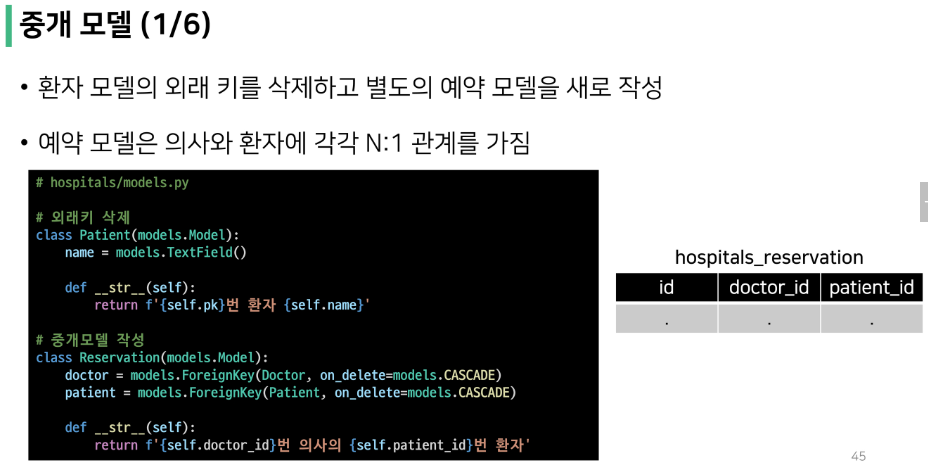 중개 모델 (1/6)
• 환자 모델의 외래 키를 삭제하고 별도의 예약 모델을 새로 작성
• 예약 모델은 의사와 환자에 각각 N:1 관계를 가짐
# hospitals/models.py
# 외래키 삭제
class Patient(models.Model):
    name = models.TextField()
    def __str__(self):
        return f'{self.pk}번 환자 {self.name}'
# 중개모델 작성
class Reservation(models.Model):
    doctor = models.ForeignKey(Doctor, on_delete=models.CASCADE)
    patient = models.ForeignKey(Patient, on_delete=models.CASCADE)
    def __str__(self):
        return f'{self.doctor_id}번 의사의 {self.patient_id}번 환자'
hospitals_reservation
id doctor_id patient_id
. . .
45